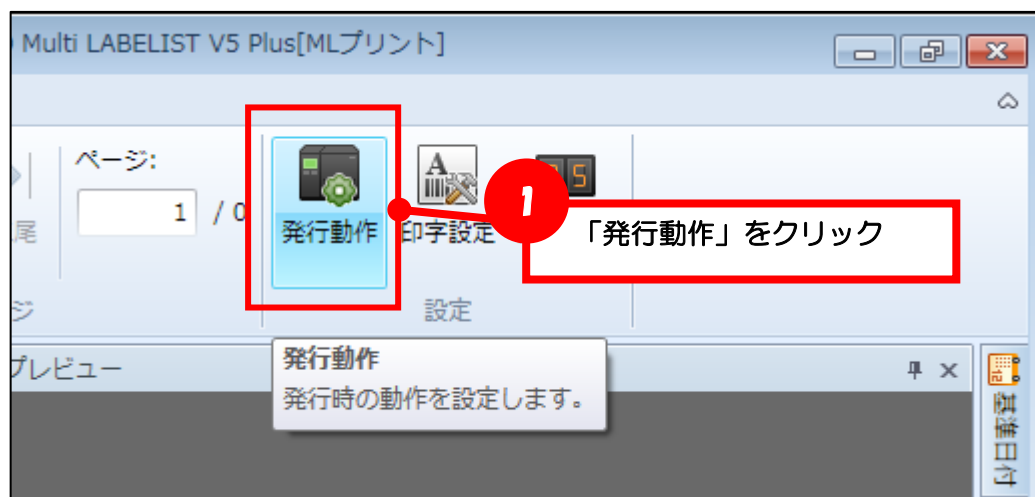 Multi LABELIST V5 Plus[MLプリント]
ページ:
尾
1 / 0
発行動作
印字設定
5
1
「発行動作」をクリック
ジ
設定
発行動作
発行時の動作を設定します。
プレビュー
12
基準日付